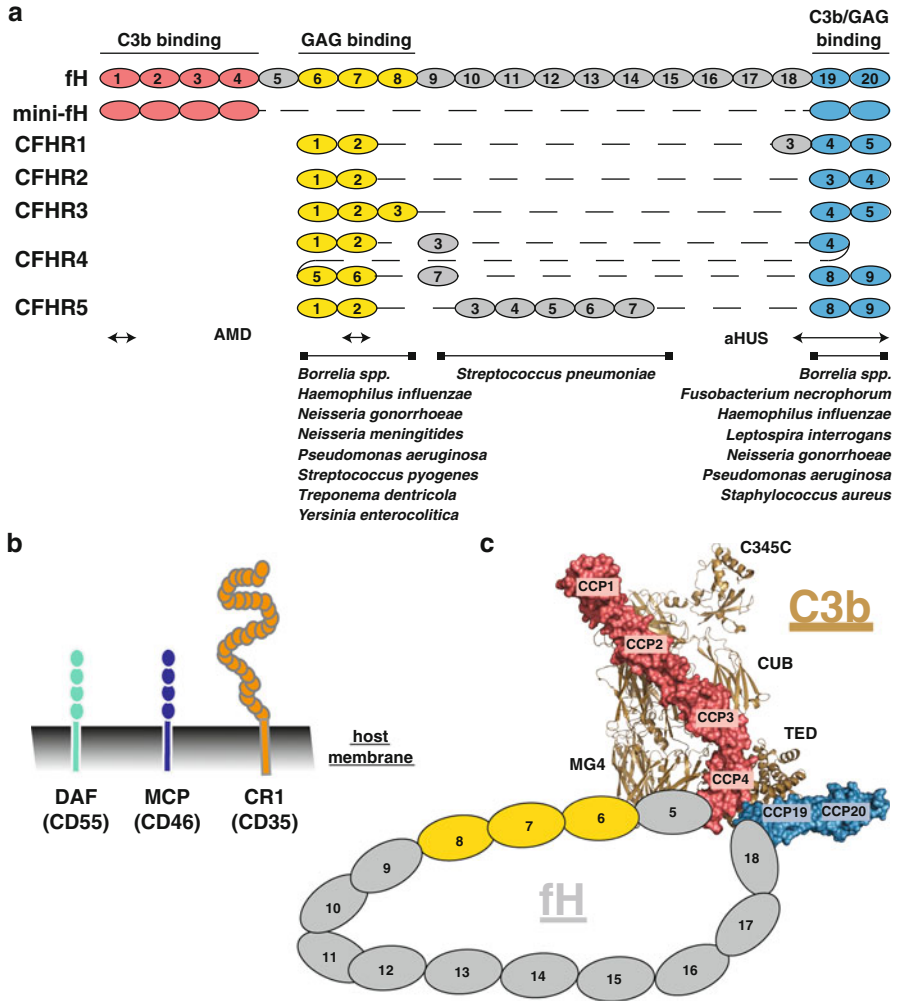 a
C3b binding GAG binding C3b/GAG binding
fH 1 2 3 4 5 6 7 8 9 10 11 12 13 14 15 16 17 18 19 20
mini-fH
CFHR1 1 2 3 4 5
CFHR2 1 2 3 4
CFHR3 1 2 3 4 5
CFHR4 1 2 3 4
5 6 7 8 9
CFHR5 1 2 3 4 5 6 7 8 9
AMD aHUS
Borrelia spp.
Haemophilus influenzae
Neisseria gonorrhoeae
Neisseria meningitides
Pseudomonas aeruginosa
Streptococcus pyogenes
Treponema dentricola
Yersinia enterocolitica
Streptococcus pneumoniae
Borrelia spp.
Fusobacterium necrophorum
Haemophilus influenzae
Leptospira interrogans
Neisseria gonorrhoeae
Pseudomonas aeruginosa
Staphylococcus aureus
b
host
membrane
DAF
(CD55)
MCP
(CD46)
CR1
(CD35)
c
C345C
CCP1
C3b
CCP2
CUB
CCP3
TED
MG4
CCP4
CCP19 CCP20
5
6
7
8
9
10
11
12
13
14
15
16
17
18
fH